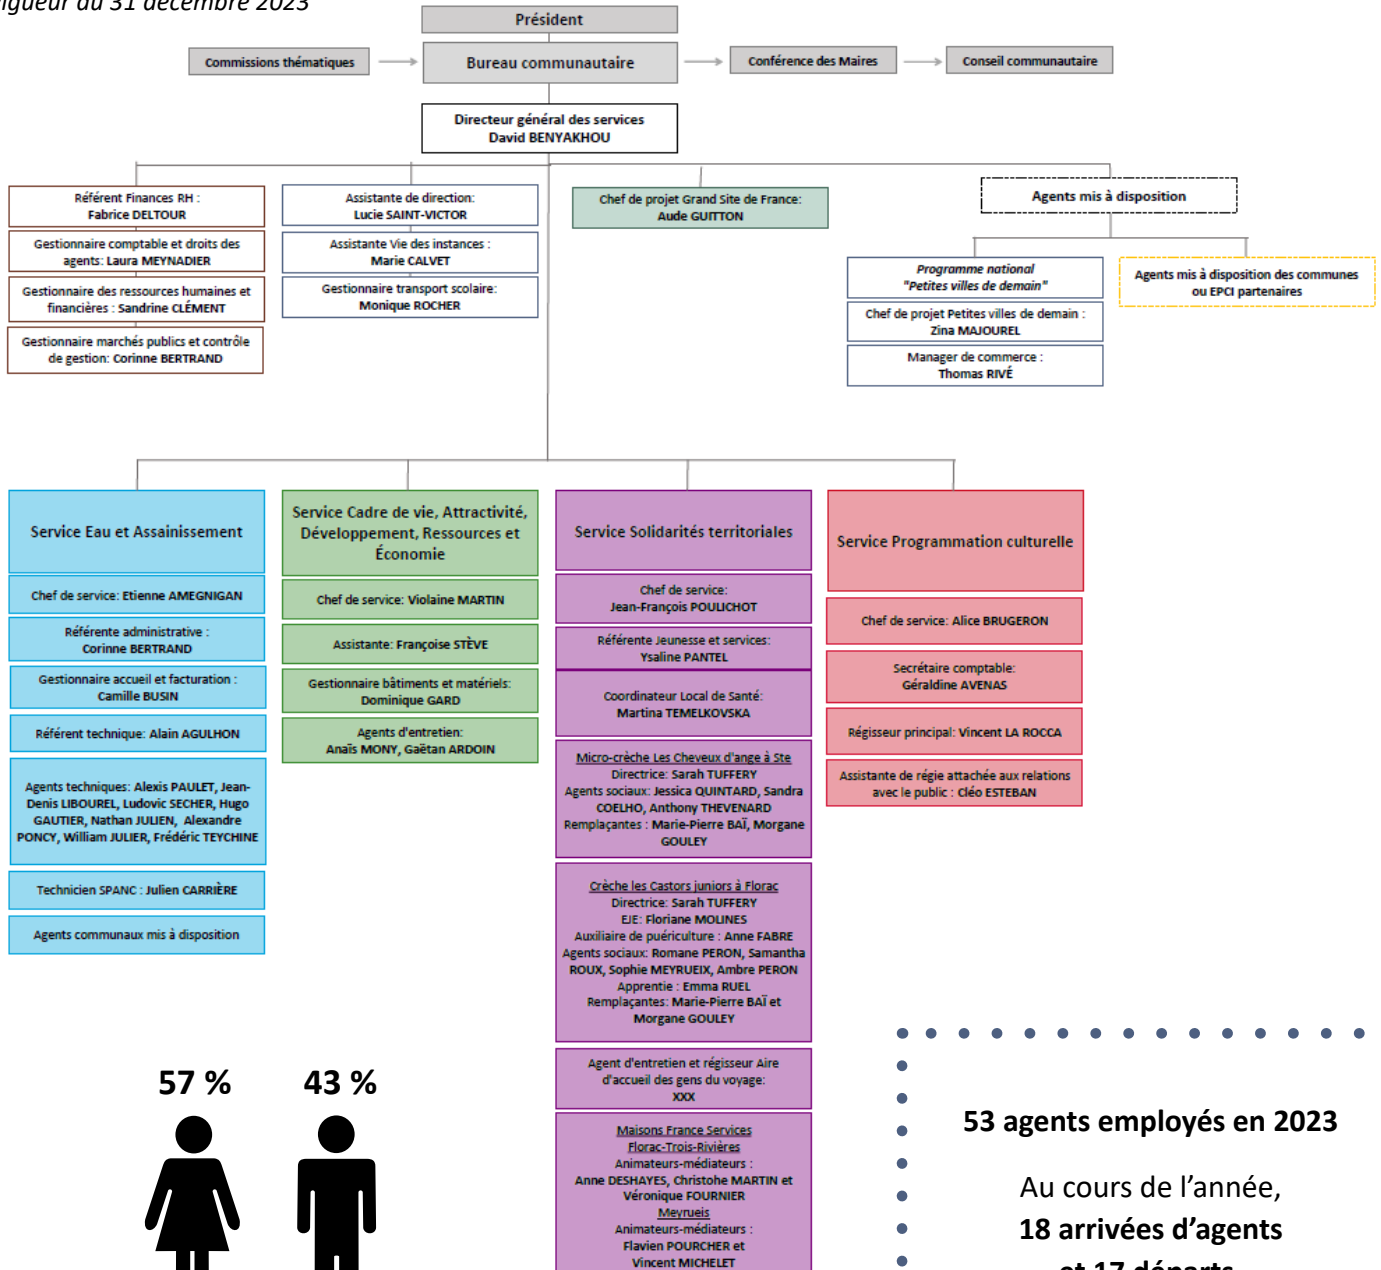 vigueur au 31 décembre 2023
Président
Commissions thématiques
Bureau communautaire
Conférence des Maires
Conseil communautaire
Directeur général des services
David BENYAKHOU
Référent Finances RH :
Fabrice DELTOUR
Gestionnaire comptable et droits des
agents: Laura MEYNADIER
Gestionnaire des ressources humaines et
financières : Sandrine CLÉMENT
Gestionnaire marchés publics et contrôle
de gestion: Corinne BERTRAND
Assistante de direction:
Lucie SAINT-VICTOR
Assistante Vie des instances :
Marie CALVET
Gestionnaire transport scolaire:
Monique ROCHER
Chef de projet Grand Site de France:
Aude GUITTON
Agents mis à disposition
Programme national
"Petites villes de demain"
Chef de projet Petites villes de demain :
Zina MAJOUREL
Manager de commerce :
Thomas RIVÉ
Agents mis à disposition des communes
ou EPCI partenaires
Service Eau et Assainissement
Chef de service: Etienne AMEGNIGAN
Référente administrative :
Corinne BERTRAND
Gestionnaire accueil et facturation :
Camille BUSIN
Référent technique: Alain AGULHON
Agents techniques: Alexis PAULET, Jean-
Denis LIBOUREL, Ludovic SECHER, Hugo
GAUTIER, Nathan JULIEN, Alexandre
PONCY, William JULIER, Frédéric TEYCHINE
Technicien SPANC : Julien CARRIÈRE
Agents communaux mis à disposition
Service Cadre de vie, Attractivité,
Développement, Ressources et
Économie
Chef de service: Violaine MARTIN
Assistante: Françoise STÈVE
Gestionnaire bâtiments et matériels:
Dominique GARD
Agents d'entretien:
Anaïs MONY, Gaëtan ARDOIN
Service Solidarités territoriales
Chef de service:
Jean-François POULICHOT
Référente Jeunesse et services:
Ysaline PANTEL
Coordinateur Local de Santé:
Martina TEMELKOVSKA
Micro-crèche Les Cheveux d'ange à Ste
Directrice: Sarah TUFFERY
Agents sociaux: Jessica QUINTARD, Sandra
COELHO, Anthony THEVENARD
Remplaçantes : Marie-Pierre BAÏ, Morgane
GOULEY
Crèche les Castors juniors à Florac
Directrice: Sarah TUFFERY
EJE: Floriane MOLINES
Auxiliaire de puériculture : Anne FABRE
Agents sociaux: Romane PERON, Samantha
ROUX, Sophie MEYRUEIX, Ambre PERON
Apprentie : Emma RUEL
Remplaçantes: Marie-Pierre BAÏ et
Morgane GOULEY
Agent d'entretien et régisseur Aire
d'accueil des gens du voyage:
XXX
Maisons France Services
Florac-Trois-Rivières
Animateurs-médiateurs :
Anne DESHAYES, Christohe MARTIN et
Véronique FOURNIER
Meyrueis
Animateurs-médiateurs :
Flavien POURCHER et
Vincent MICHELET
Service Programmation culturelle
Chef de service: Alice BRUGERON
Secrétaire comptable:
Géraldine AVENAS
Régisseur principal: Vincent LA ROCCA
Assistante de régie attachée aux relations
avec le public : Cléo ESTEBAN
57 %
43 %
53 agents employés en 2023
Au cours de l'année,
18 arrivées d'agents
et 17 départs